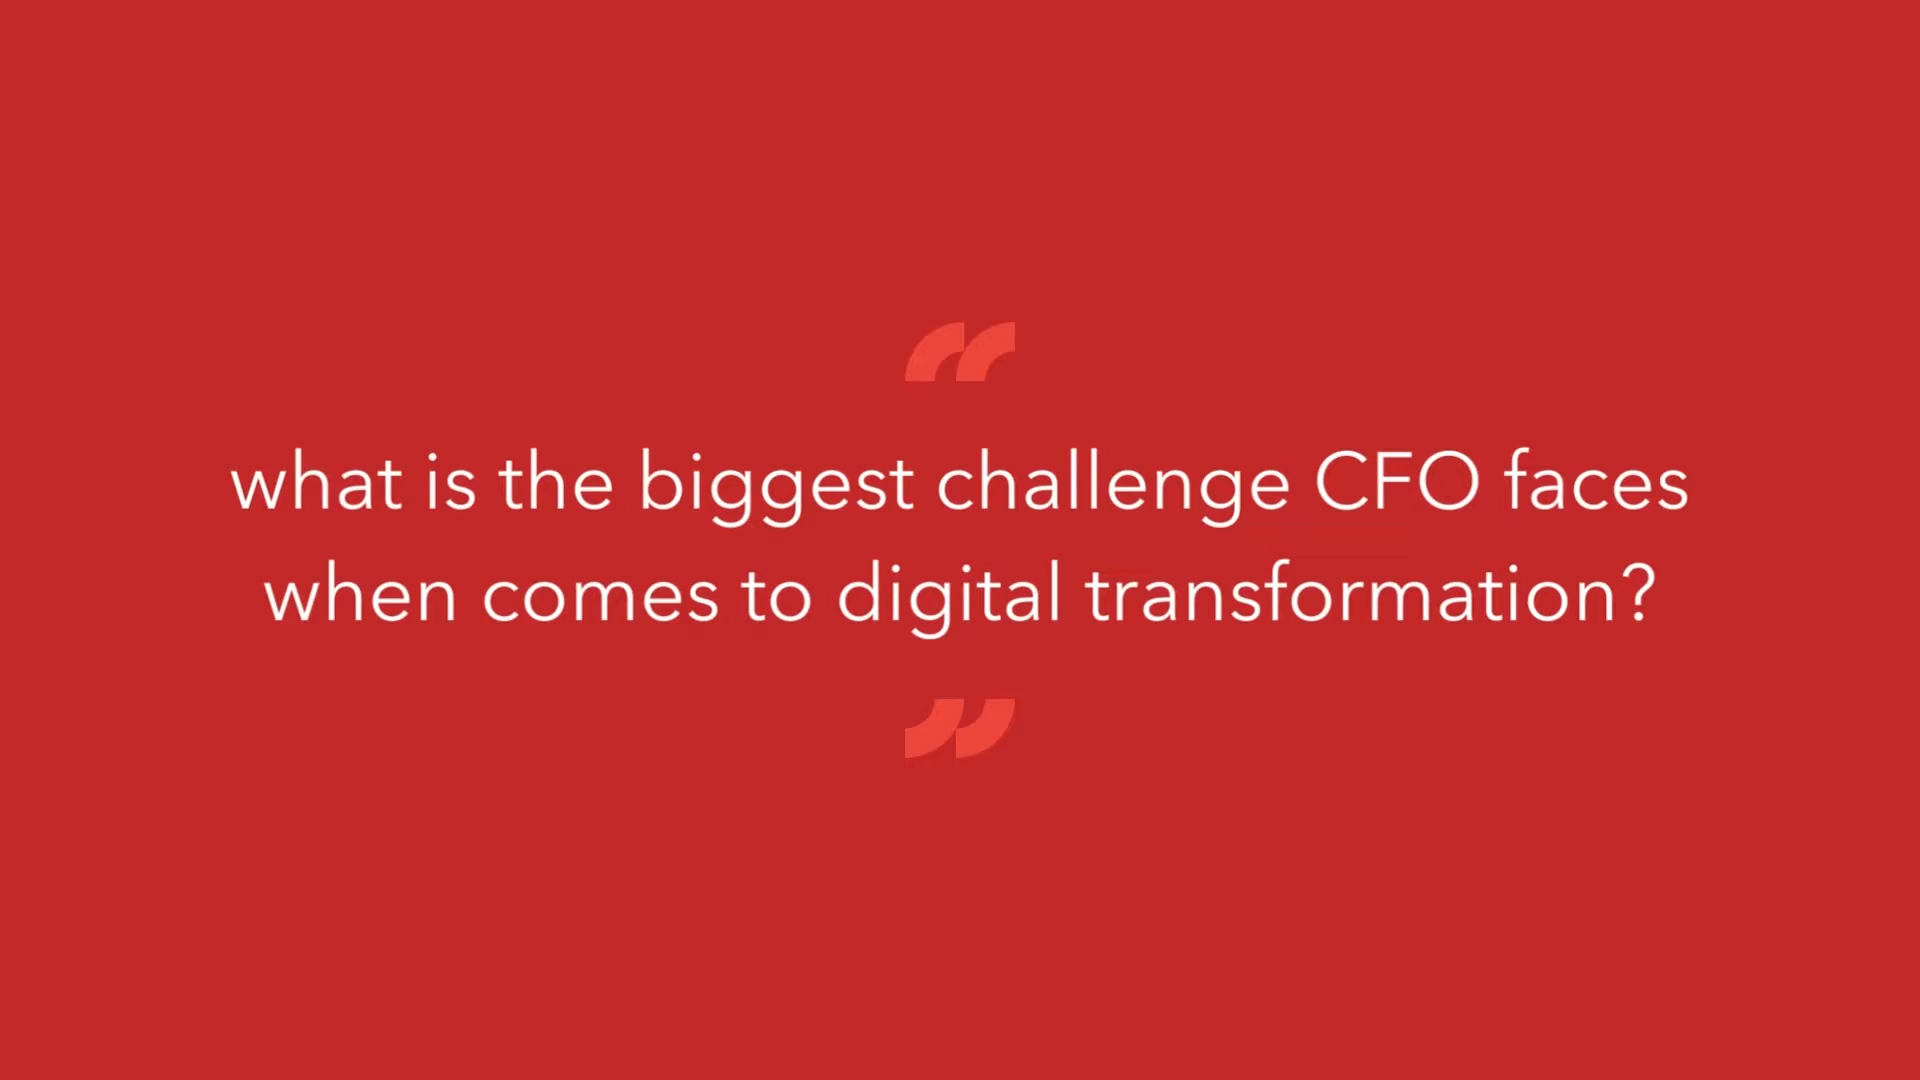 “
what is the biggest challenge CFO faces
when comes to digital transformation?
”